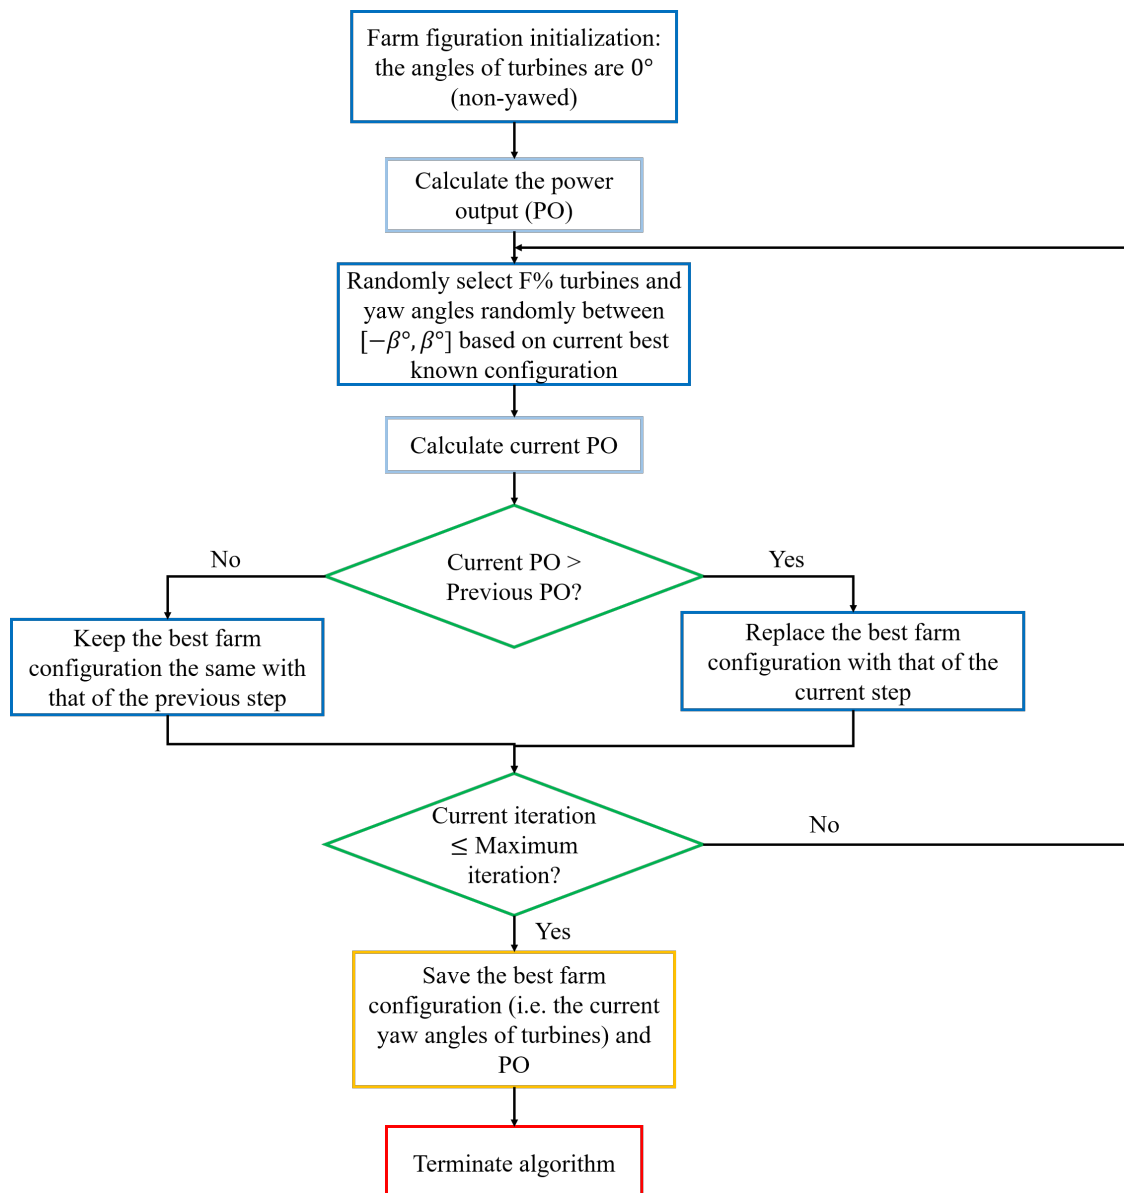 Farm figuration initialization:
the angles of turbines are 0°
(non-yawed)
Calculate the power
output (PO)
Randomly select F% turbines and
yaw angles randomly between
[−β°, β°] based on current best
known configuration
Calculate current PO
Current PO >
Previous PO?
No
Yes
Keep the best farm
configuration the same with
that of the previous step
Replace the best farm
configuration with that of the
current step
Current iteration
≤ Maximum
iteration?
No
Yes
Save the best farm
configuration (i.e. the current
yaw angles of turbines) and
PO
Terminate algorithm